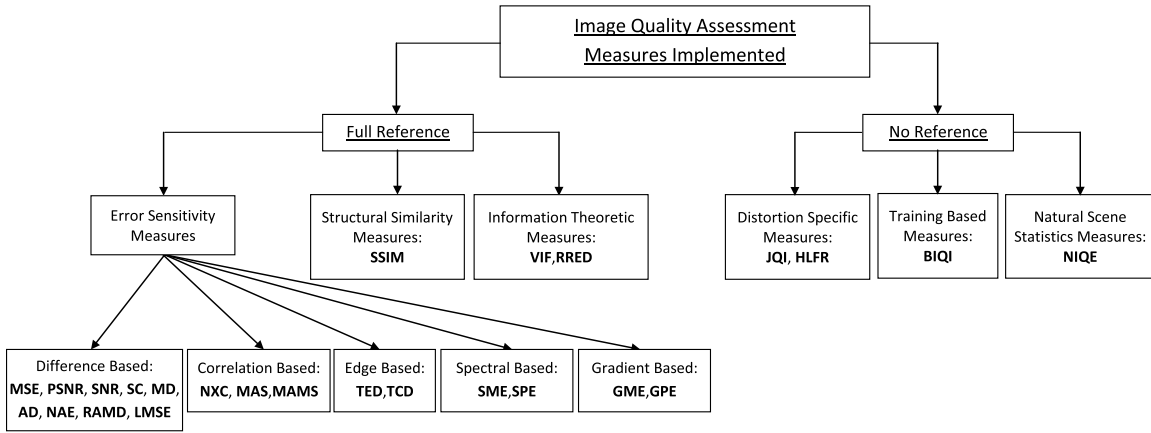 Image Quality Assessment
Measures Implemented
Full Reference
No Reference
Error Sensitivity
Measures
Structural Similarity
Measures:
SSIM
Information Theoretic
Measures:
VIF,RRED
Distortion Specific
Measures:
JQI, HLFR
Training Based
Measures:
BIQI
Natural Scene
Statistics Measures:
NIQE
Difference Based:
MSE, PSNR, SNR, SC, MD,
AD, NAE, RAMD, LMSE
Correlation Based:
NXC, MAS,MAMS
Edge Based:
TED,TCD
Spectral Based:
SME,SPE
Gradient Based:
GME,GPE